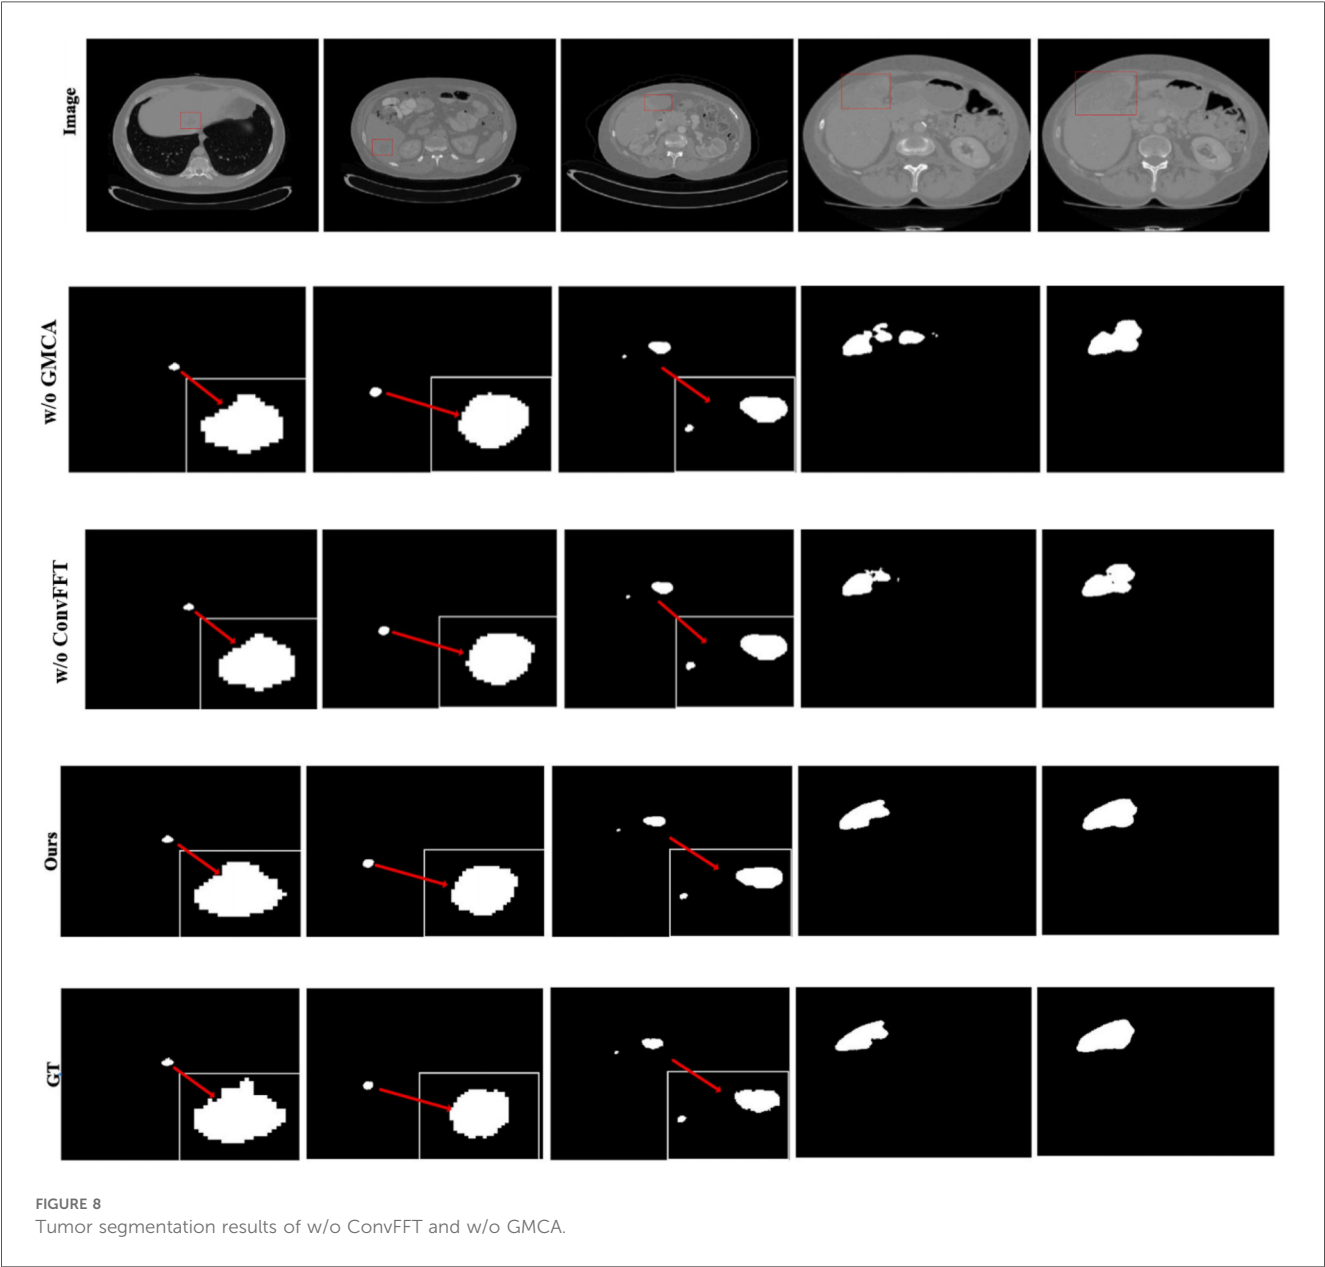 Image
w/o GMCA
w/o ConvFFT
Ours
GT
FIGURE 8
Tumor segmentation results of w/o ConvFFT and w/o GMCA.